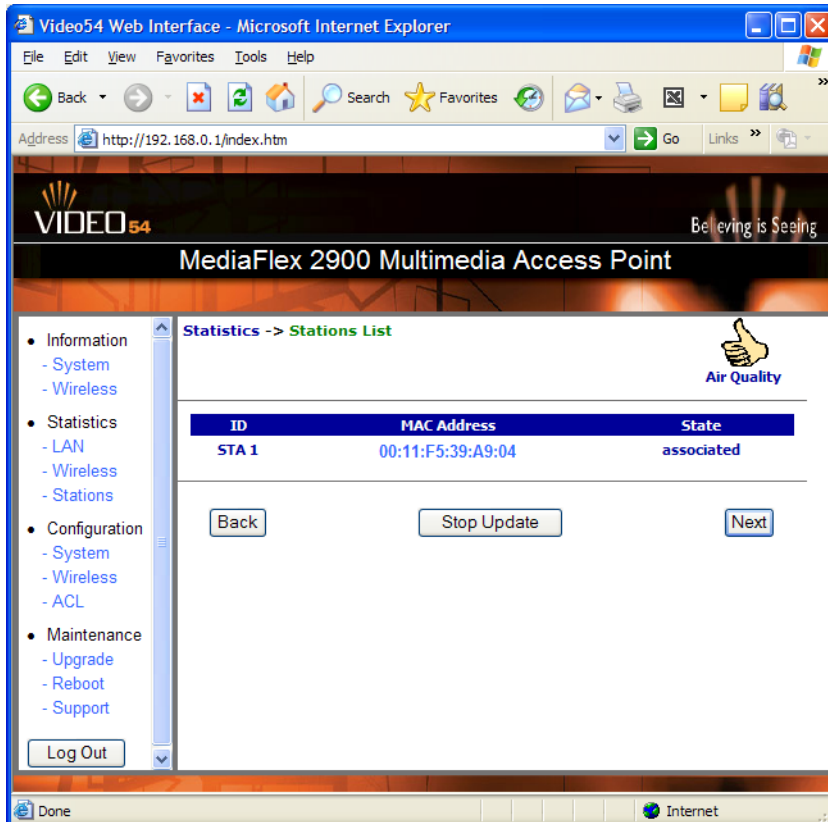 Video54 Web Interface - Microsoft Internet Explorer
File Edit View Favorites Tools Help
Back Search Favorites »
Address http://192.168.0.1/index.htm Go Links »
VIDEO54 Believing is Seeing
MediaFlex 2900 Multimedia Access Point
Statistics -> Stations List
Air Quality
• Information
- System
- Wireless
• Statistics
- LAN
- Wireless
- Stations
• Configuration
- System
- Wireless
- ACL
• Maintenance
- Upgrade
- Reboot
- Support
Log Out
ID MAC Address State
STA 1 00:11:F5:39:A9:04 associated
Back Stop Update Next
Done Internet